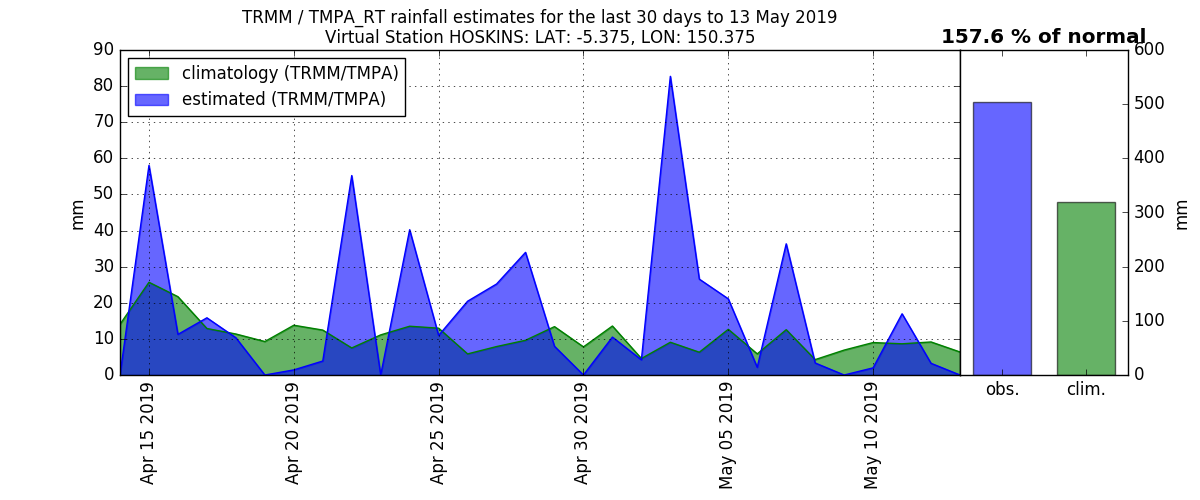 TRMM / TMPA_RT rainfall estimates for the last 30 days to 13 May 2019
Virtual Station HOSKINS: LAT: -5.375, LON: 150.375
157.6 % of normal
climatology (TRMM/TMPA)
estimated (TRMM/TMPA)
mm
90
80
70
60
50
40
30
20
10
0
Apr 15 2019
Apr 20 2019
Apr 25 2019
Apr 30 2019
May 05 2019
May 10 2019
600
500
400
300
200
100
0
mm
obs.
clim.